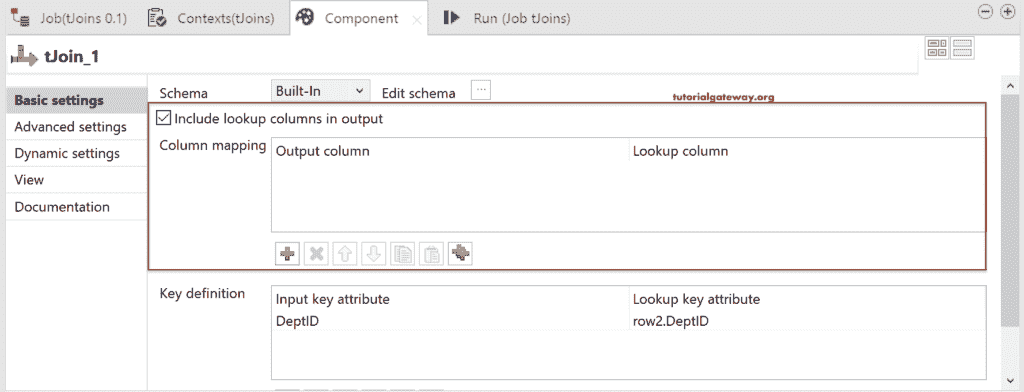 Job(tJoins 0.1) Contexts(tJoins) Component Run (Job tJoins)
tJoin_1
Basic settings
Advanced settings
Dynamic settings
View
Documentation
Schema Built-In Edit schema ...
tutorialgateway.org
Include lookup columns in output
Column mapping Output column Lookup column
Key definition Input key attribute Lookup key attribute
DeptID row2.DeptID